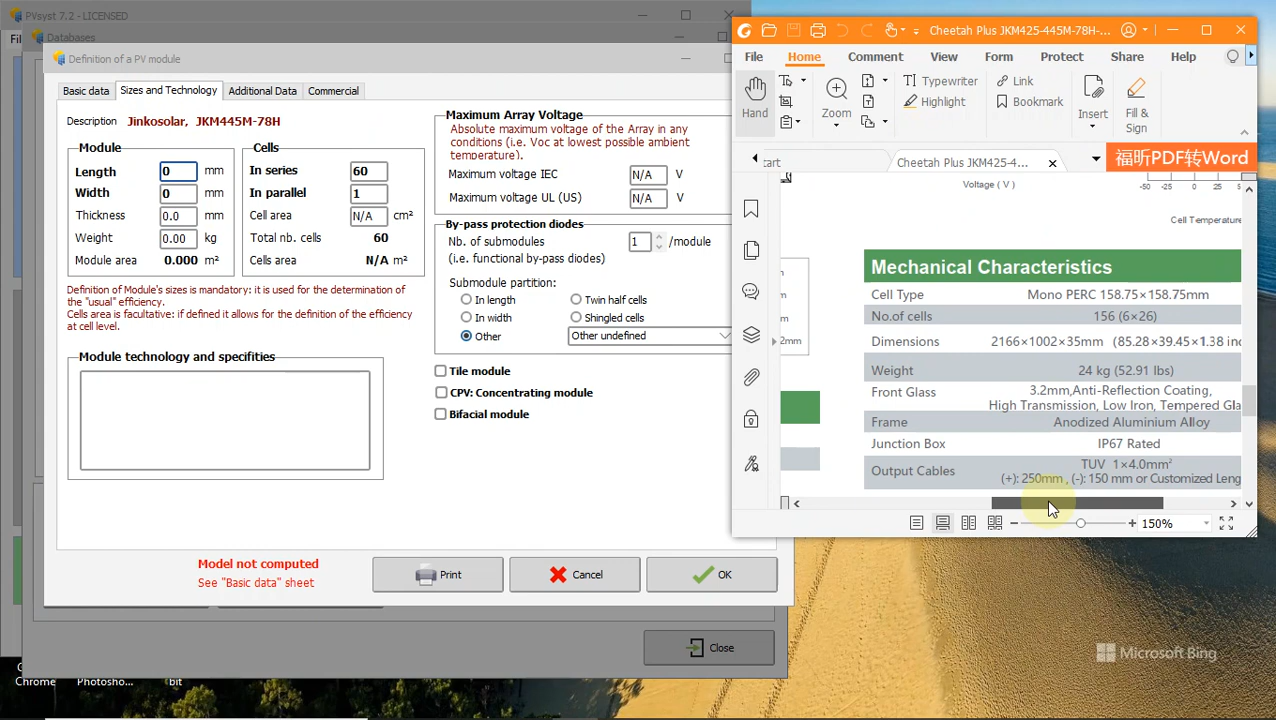 PVsyst 7.2 - LICENSED
Databases
Definition of a PV module
Basic data
Sizes and Technology
Additional Data
Commercial
Description Jinkosolar, JKM445M-78H
Module
Length 0 mm
Width 0 mm
Thickness 0.0 mm
Weight 0.00 kg
Module area 0.000 m²
Cells
In series 60
In parallel 1
Cell area N/A cm²
Total nb. cells 60
Cells area N/A m²
Definition of Module's sizes is mandatory: it is used for the determination of
the "usual" efficiency.
Cells area is facultative: if defined it allows for the definition of the efficiency
at cell level.
Module technology and specifities
Maximum Array Voltage
Absolute maximum voltage of the Array in any
conditions (i.e. Voc at lowest possible ambient
temperature).
Maximum voltage IEC N/A V
Maximum voltage UL (US) N/A V
By-pass protection diodes
Nb. of submodules 1 /module
(i.e. functional by-pass diodes)
Submodule partition:
In length
Twin half cells
In width
Shingled cells
Other
Other undefined
Tile module
CPV: Concentrating module
Bifacial module
Model not computed
See "Basic data" sheet
Print
Cancel
OK
Close
Chrome
Photosho...
bit
Cheetah Plus JKM425-445M-78H-...
File
Home
Comment
View
Form
Protect
Share
Help
Hand
Zoom
Typewriter
Highlight
Link
Bookmark
Insert
Fill &
Sign
tart
Cheetah Plus JKM425-4...
福昕PDF转Word
Voltage ( V )
-50 -25 0 25
Cell Temperature
2mm
Mechanical Characteristics
Cell Type Mono PERC 158.75×158.75mm
No.of cells 156 (6×26)
Dimensions 2166×1002×35mm (85.28×39.45×1.38 inc
Weight 24 kg (52.91 lbs)
Front Glass 3.2mm,Anti-Reflection Coating,
High Transmission, Low Iron, Tempered Gla
Frame Anodized Aluminium Alloy
Junction Box IP67 Rated
Output Cables TUV 1×4.0mm²
(+): 250mm , (-): 150 mm or Customized Leng
150%
Microsoft Bing